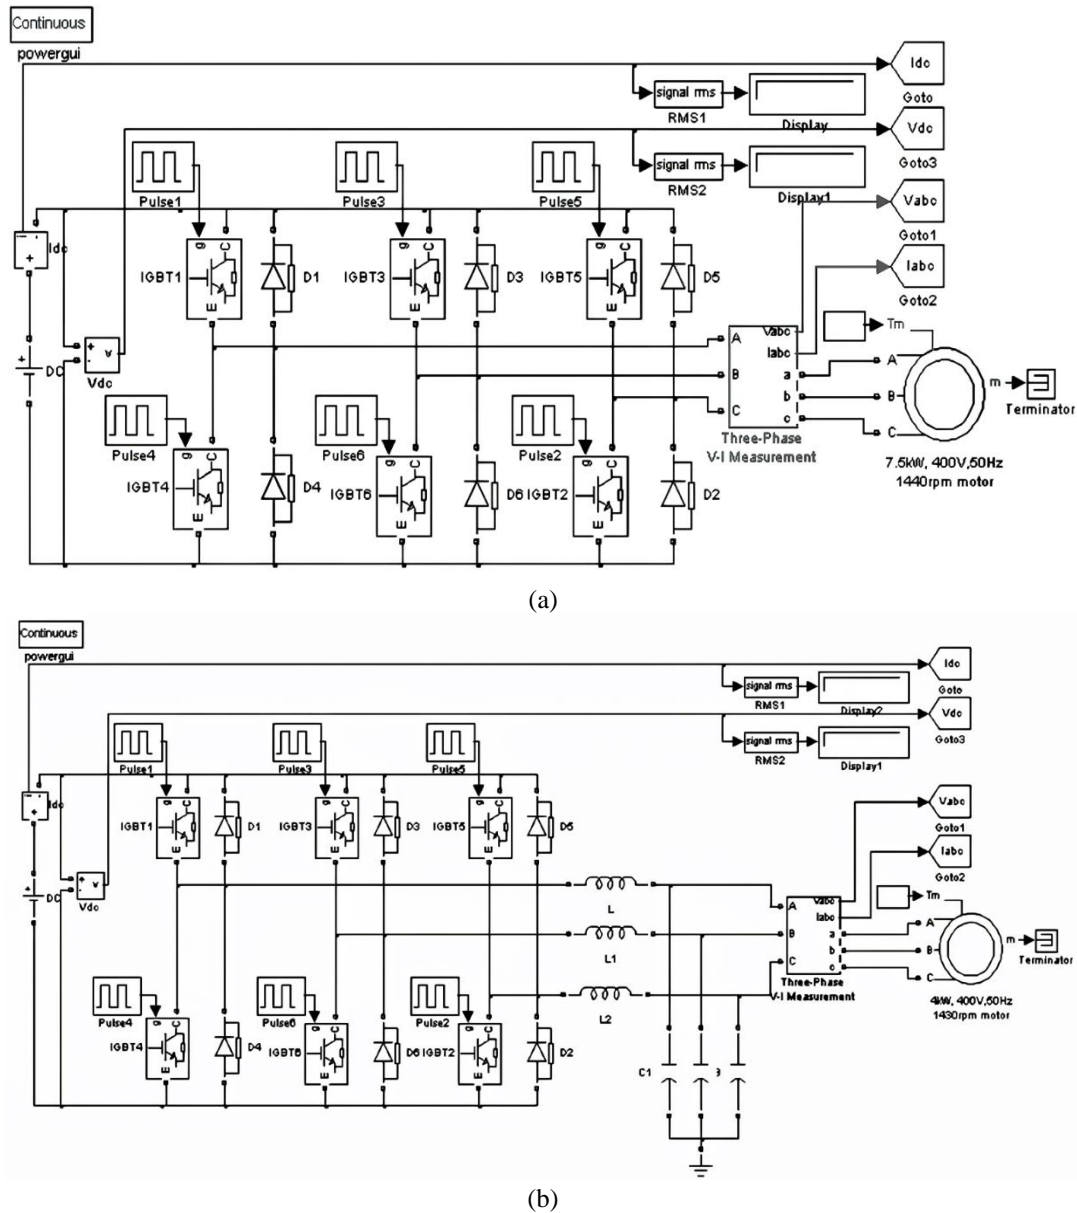 Continuous
powergui
Idc
Goto
signal rms
RMS1
Display
Vdc
Goto3
signal rms
RMS2
Display1
Vabc
Goto1
Iabc
Goto2
Pulse1
Pulse3
Pulse5
g C
IGBT1
E
D1
g C
IGBT3
E
D3
g C
IGBT5
E
D5
Idc
+
-
DC
+
+
-
v
Vdc
A
B
C
Vabc
Iabc
a
b
c
Three-Phase
V-I Measurement
Tm
A
B
C
m
Terminator
7.5kW, 400V,50Hz
1440rpm motor
Pulse4
Pulse6
Pulse2
g C
IGBT4
E
D4
g C
IGBT6
E
D6
g C
IGBT2
E
D2
(a)
Continuous
powergui
Idc
Goto
signal rms
RMS1
Display2
Vdc
Goto3
signal rms
RMS2
Display1
Vabc
Goto1
Iabc
Goto2
Pulse1
Pulse3
Pulse5
g C
IGBT1
E
D1
g C
IGBT3
E
D3
g C
IGBT5
E
D5
Idc
+
-
DC
+
+
-
v
Vdc
L
L1
L2
A
B
C
Vabc
Iabc
a
b
c
Three-Phase
V-I Measurement
Tm
A
B
C
m
Terminator
4kW, 400V,50Hz
1430rpm motor
Pulse4
Pulse6
Pulse2
g C
IGBT4
E
D4
g C
IGBT6
E
D6
g C
IGBT2
E
D2
C1
(b)